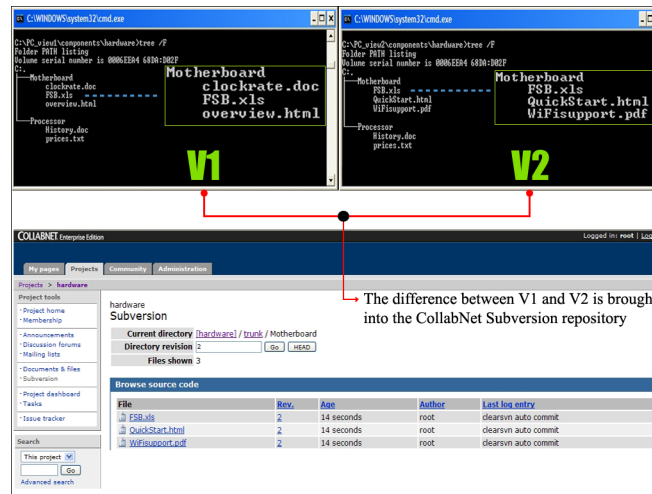 C:\WINDOWS\system32\cmd.exe
C:\PC_view1\components\hardware>tree /F
Folder PATH listing
Volume serial number is 0006EEA4 68DA:D02F
C:.
Motherboard
clockrate.doc
FSB.xls
overview.html
Processor
History.doc
prices.txt
Motherboard
clockrate.doc
FSB.xls
overview.html
V1
C:\WINDOWS\system32\cmd.exe
C:\PC_view2\components\hardware>tree /F
Folder PATH listing
Volume serial number is 0006EEA4 68DA:D02F
C:.
Motherboard
FSB.xls
QuickStart.html
WiFisupport.pdf
Processor
History.doc
prices.txt
Motherboard
FSB.xls
QuickStart.html
WiFisupport.pdf
V2
COLLABNET Enterprise Edition
Logged in: root | Log
My pages Projects Community Administration
Projects > hardware
The difference between V1 and V2 is brough
into the CollabNet Subversion repository
Project tools
Project home
Membership
Announcements
Discussion forums
Mailing lists
Documents & files
Subversion
Project dashboard
Tasks
Issue tracker
Search
This project
Go
Advanced search
hardware
Subversion
Current directory [hardware] / trunk / Motherboard
Directory revision 2 Go HEAD
Files shown 3
Browse source code
File Rev. Age Author Last log entry
FSB.xls 2 14 seconds root clearsvn auto commit
QuickStart.html 2 14 seconds root clearsvn auto commit
WiFisupport.pdf 2 14 seconds root clearsvn auto commit